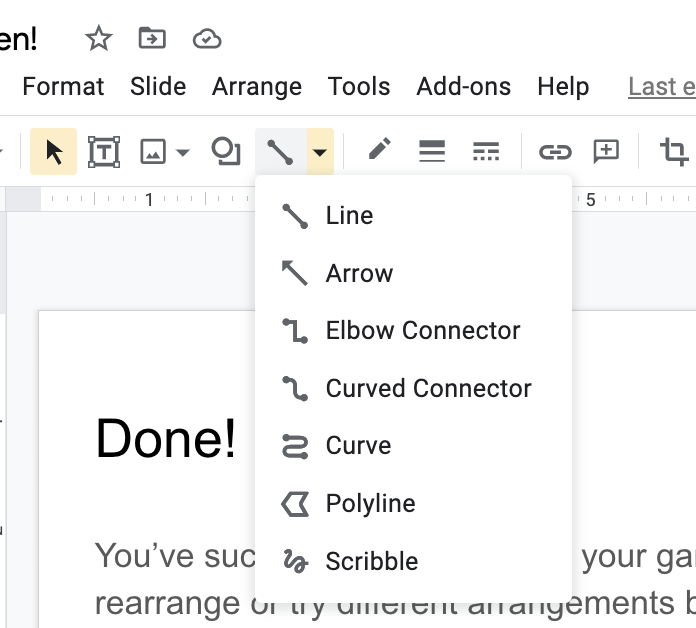 en!
Format Slide Arrange Tools Add-ons Help Last e
T
1 5
Line
Arrow
Elbow Connector
Curved Connector
Curve
Polyline
Scribble
Done!
You've suc your ga
rearrange or try different arrangements b